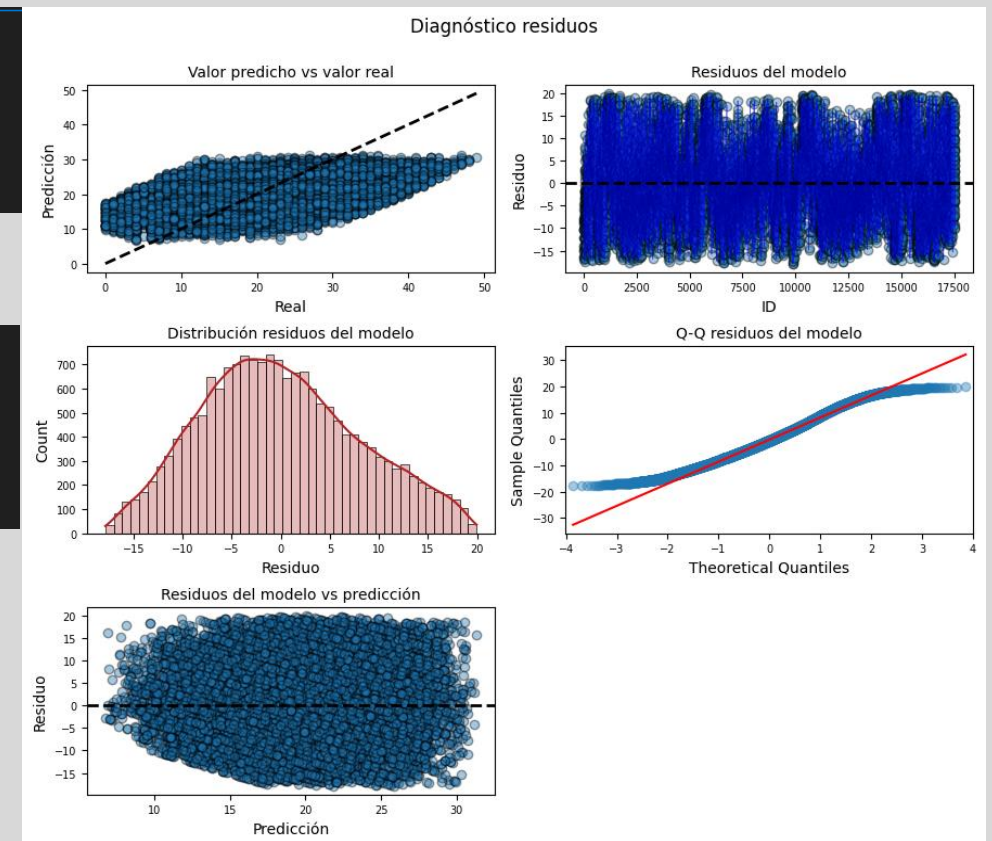 Diagnóstico residuos
Valor predicho vs valor real
50
40
30
20
10
0
Predicción
0 10 20 30 40 50
Real
Residuos del modelo
20
15
10
5
0
−5
−10
−15
Residuo
0 2500 5000 7500 10000 12500 15000 17500
ID
Distribución residuos del modelo
700
600
500
400
300
200
100
0
Count
−15 −10 −5 0 5 10 15 20
Residuo
Q-Q residuos del modelo
30
20
10
0
−10
−20
−30
Sample Quantiles
−4 −3 −2 −1 0 1 2 3 4
Theoretical Quantiles
Residuos del modelo vs predicción
20
15
10
5
0
−5
−10
−15
Residuo
10 15 20 25 30
Predicción